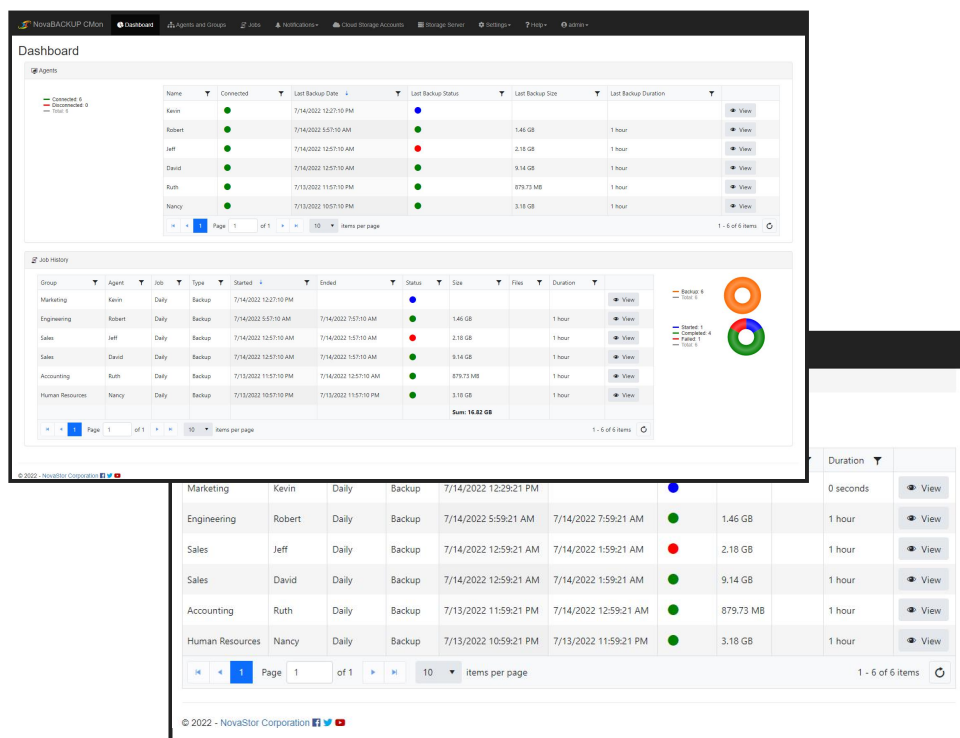 NovaBACKUP CMon Dashboard Agents and Groups Jobs Notifications Cloud Storage Accounts Storage Server Settings Help admin
Dashboard
Agents
Connected: 6
Disconnected: 0
Total: 6
Name Connected Last Backup Date Last Backup Status Last Backup Size Last Backup Duration
Kevin 7/14/2022 12:27:10 PM View
Robert 7/14/2022 5:57:10 AM 1.46 GB 1 hour View
Jeff 7/14/2022 12:57:10 AM 2.18 GB 1 hour View
David 7/14/2022 12:57:10 AM 9.14 GB 1 hour View
Ruth 7/13/2022 11:57:10 PM 879.73 MB 1 hour View
Nancy 7/13/2022 10:57:10 PM 3.18 GB 1 hour View
1 Page 1 of 1 10 items per page 1 - 6 of 6 items
Job History
Group Agent Job Type Started Ended Status Size Files Duration
Marketing Kevin Daily Backup 7/14/2022 12:27:10 PM View
Engineering Robert Daily Backup 7/14/2022 5:57:10 AM 7/14/2022 7:57:10 AM 1.46 GB 1 hour View
Sales Jeff Daily Backup 7/14/2022 12:57:10 AM 7/14/2022 1:57:10 AM 2.18 GB 1 hour View
Sales David Daily Backup 7/14/2022 12:57:10 AM 7/14/2022 1:57:10 AM 9.14 GB 1 hour View
Accounting Ruth Daily Backup 7/13/2022 11:57:10 PM 7/14/2022 12:57:10 AM 879.73 MB 1 hour View
Human Resources Nancy Daily Backup 7/13/2022 10:57:10 PM 7/13/2022 11:57:10 PM 3.18 GB 1 hour View
Sum: 16.82 GB
1 Page 1 of 1 10 items per page 1 - 6 of 6 items
Backup: 6
Total: 6
Started: 1
Completed: 4
Failed: 1
Total: 6
© 2022 - NovaStor Corporation
Duration
Marketing Kevin Daily Backup 7/14/2022 12:29:21 PM 0 seconds View
Engineering Robert Daily Backup 7/14/2022 5:59:21 AM 7/14/2022 7:59:21 AM 1.46 GB 1 hour View
Sales Jeff Daily Backup 7/14/2022 12:59:21 AM 7/14/2022 1:59:21 AM 2.18 GB 1 hour View
Sales David Daily Backup 7/14/2022 12:59:21 AM 7/14/2022 1:59:21 AM 9.14 GB 1 hour View
Accounting Ruth Daily Backup 7/13/2022 11:59:21 PM 7/14/2022 12:59:21 AM 879.73 MB 1 hour View
Human Resources Nancy Daily Backup 7/13/2022 10:59:21 PM 7/13/2022 11:59:21 PM 3.18 GB 1 hour View
1 Page 1 of 1 10 items per page 1 - 6 of 6 items
© 2022 - NovaStor Corporation